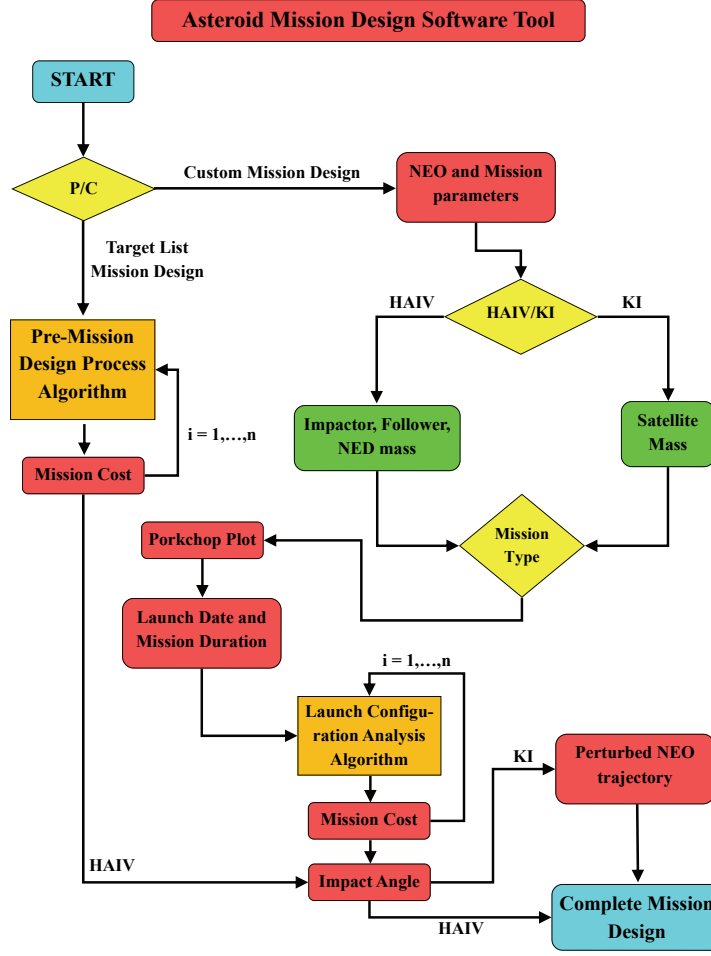 Asteroid Mission Design Software Tool
START
P/C
Custom Mission Design
NEO and Mission
parameters
Target List
Mission Design
HAIV
HAIV/KI
KI
Pre-Mission
Design Process
Algorithm
i = 1,...,n
Mission Cost
Impactor, Follower,
NED mass
Satellite
Mass
Mission
Type
Porkchop Plot
Launch Date and
Mission Duration
i = 1,...,n
Launch Configu-
ration Analysis
Algorithm
KI
Perturbed NEO
trajectory
Mission Cost
HAIV
Impact Angle
HAIV
Complete Mission
Design